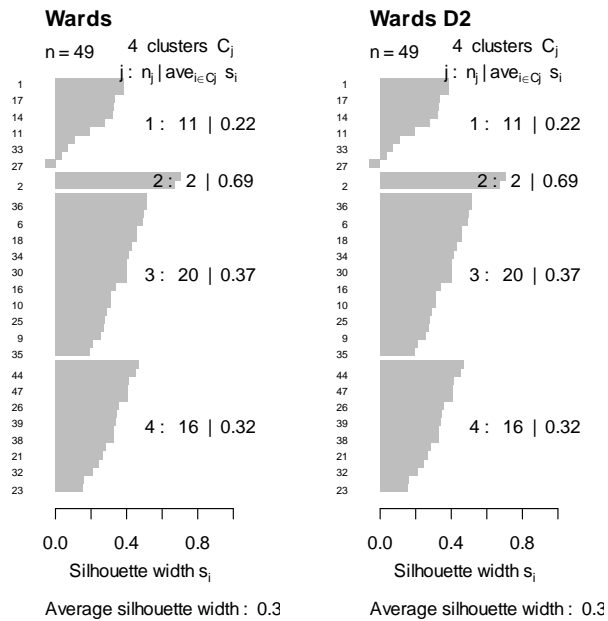 Wards
n = 49
4 clusters Cj
j : nj | avei∈Cj si
1
17
14
11
33
27
2
36
6
18
34
30
16
10
25
9
35
44
47
26
39
38
21
32
23
1 : 11 | 0.22
2 : 2 | 0.69
3 : 20 | 0.37
4 : 16 | 0.32
0.0 0.4 0.8
Silhouette width si
Average silhouette width : 0.3
Wards D2
n = 49
4 clusters Cj
j : nj | avei∈Cj si
1
17
14
11
33
27
2
36
6
18
34
30
16
10
25
9
35
44
47
26
39
38
21
32
23
1 : 11 | 0.22
2 : 2 | 0.69
3 : 20 | 0.37
4 : 16 | 0.32
0.0 0.4 0.8
Silhouette width si
Average silhouette width : 0.3